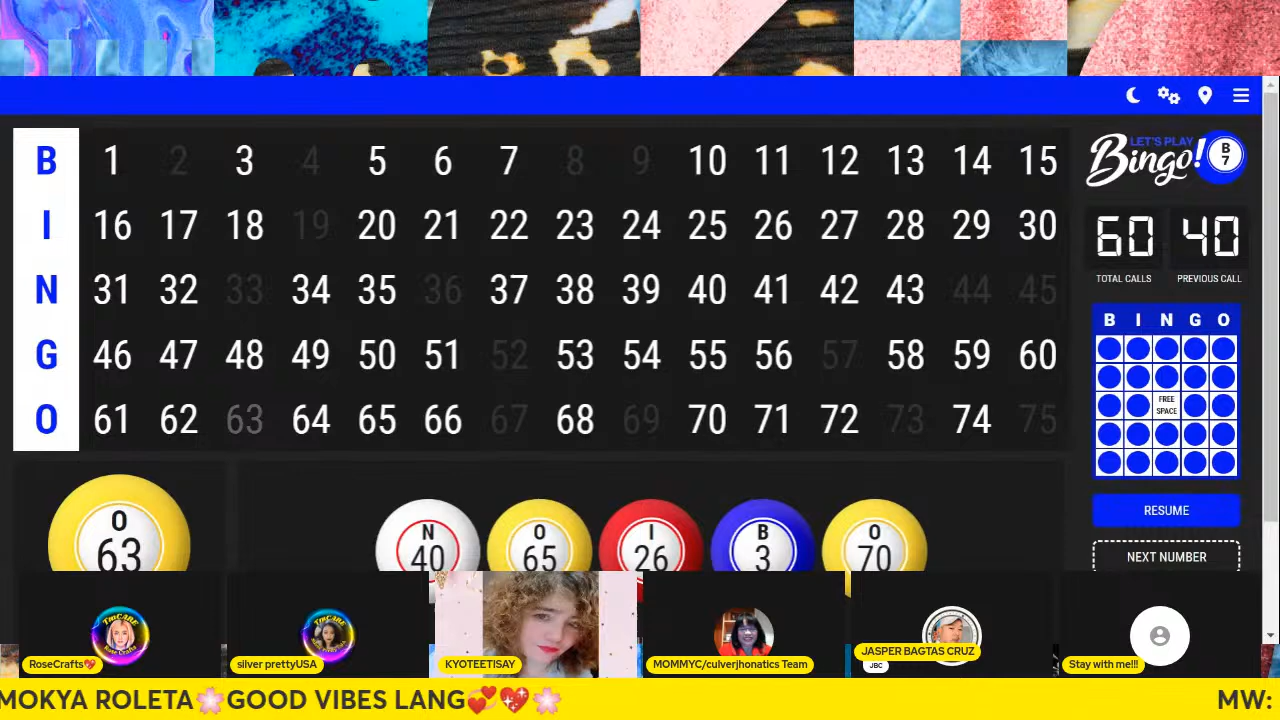 LET'S PLAY
Bingo!
B
7
B 1 2 3 4 5 6 7 8 9 10 11 12 13 14 15
I 16 17 18 19 20 21 22 23 24 25 26 27 28 29 30
N 31 32 33 34 35 36 37 38 39 40 41 42 43 44 45
G 46 47 48 49 50 51 52 53 54 55 56 57 58 59 60
O 61 62 63 64 65 66 67 68 69 70 71 72 73 74 75
60 40
TOTAL CALLS PREVIOUS CALL
B I N G O
FREE
SPACE
RESUME
NEXT NUMBER
O
63
N
40
O
65
I
26
B
3
O
70
TmCARE
TmCARE
RoseCrafts💖
silver prettyUSA
KYOTEETISAY
MOMMYC/culverjhonatics Team
JASPER BAGTAS CRUZ
JBC
Stay with me!!!
MOKYA ROLETA🌸GOOD VIBES LANG💞💖🌸 MW: